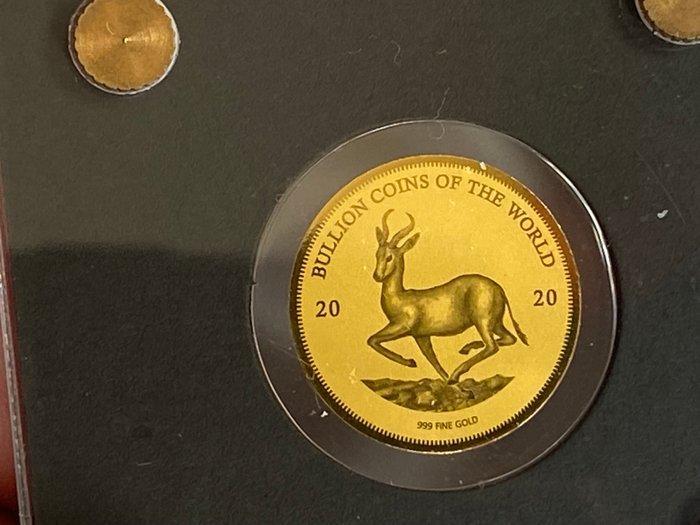 BULLION COINS OF THE WORLD
20 20
999 FINE GOLD